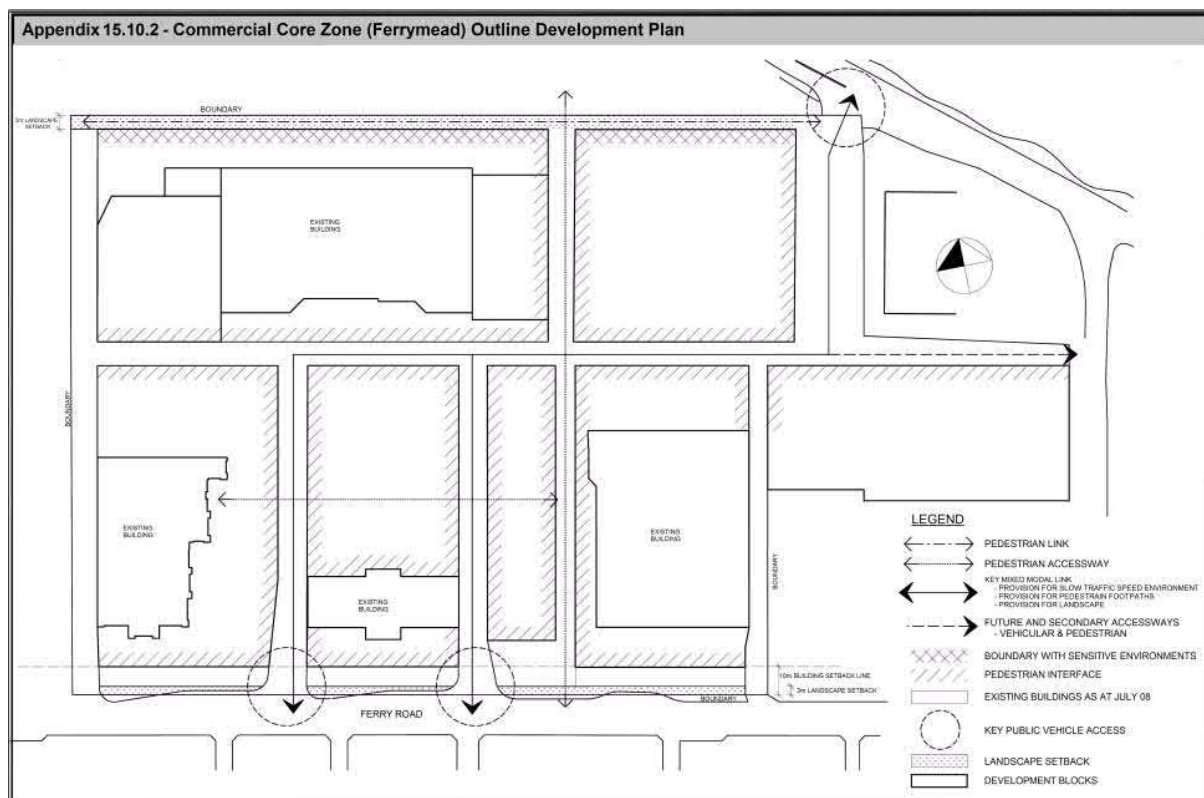 Appendix 15.10.2 - Commercial Core Zone (Ferrymead) Outline Development Plan
BOUNDARY
3m LANDSCAPE
SETBACK
EXISTING
BUILDING
BOUNDARY
EXISTING
BUILDING
EXISTING
BUILDING
EXISTING
BUILDING
BOUNDARY
10m BUILDING SETBACK LINE
3m LANDSCAPE SETBACK
BOUNDARY
FERRY ROAD
LEGEND
PEDESTRIAN LINK
PEDESTRIAN ACCESSWAY
KEY MIXED MODAL LINK
- PROVISION FOR SLOW TRAFFIC SPEED ENVIRONMENT
- PROVISION FOR PEDESTRAIN FOOTPATHS
- PROVISION FOR LANDSCAPE
FUTURE AND SECONDARY ACCESSWAYS
- VEHICULAR & PEDESTRIAN
BOUNDARY WITH SENSITIVE ENVIRONMENTS
PEDESTRIAN INTERFACE
EXISTING BUILDINGS AS AT JULY 08
KEY PUBLIC VEHICLE ACCESS
LANDSCAPE SETBACK
DEVELOPMENT BLOCKS